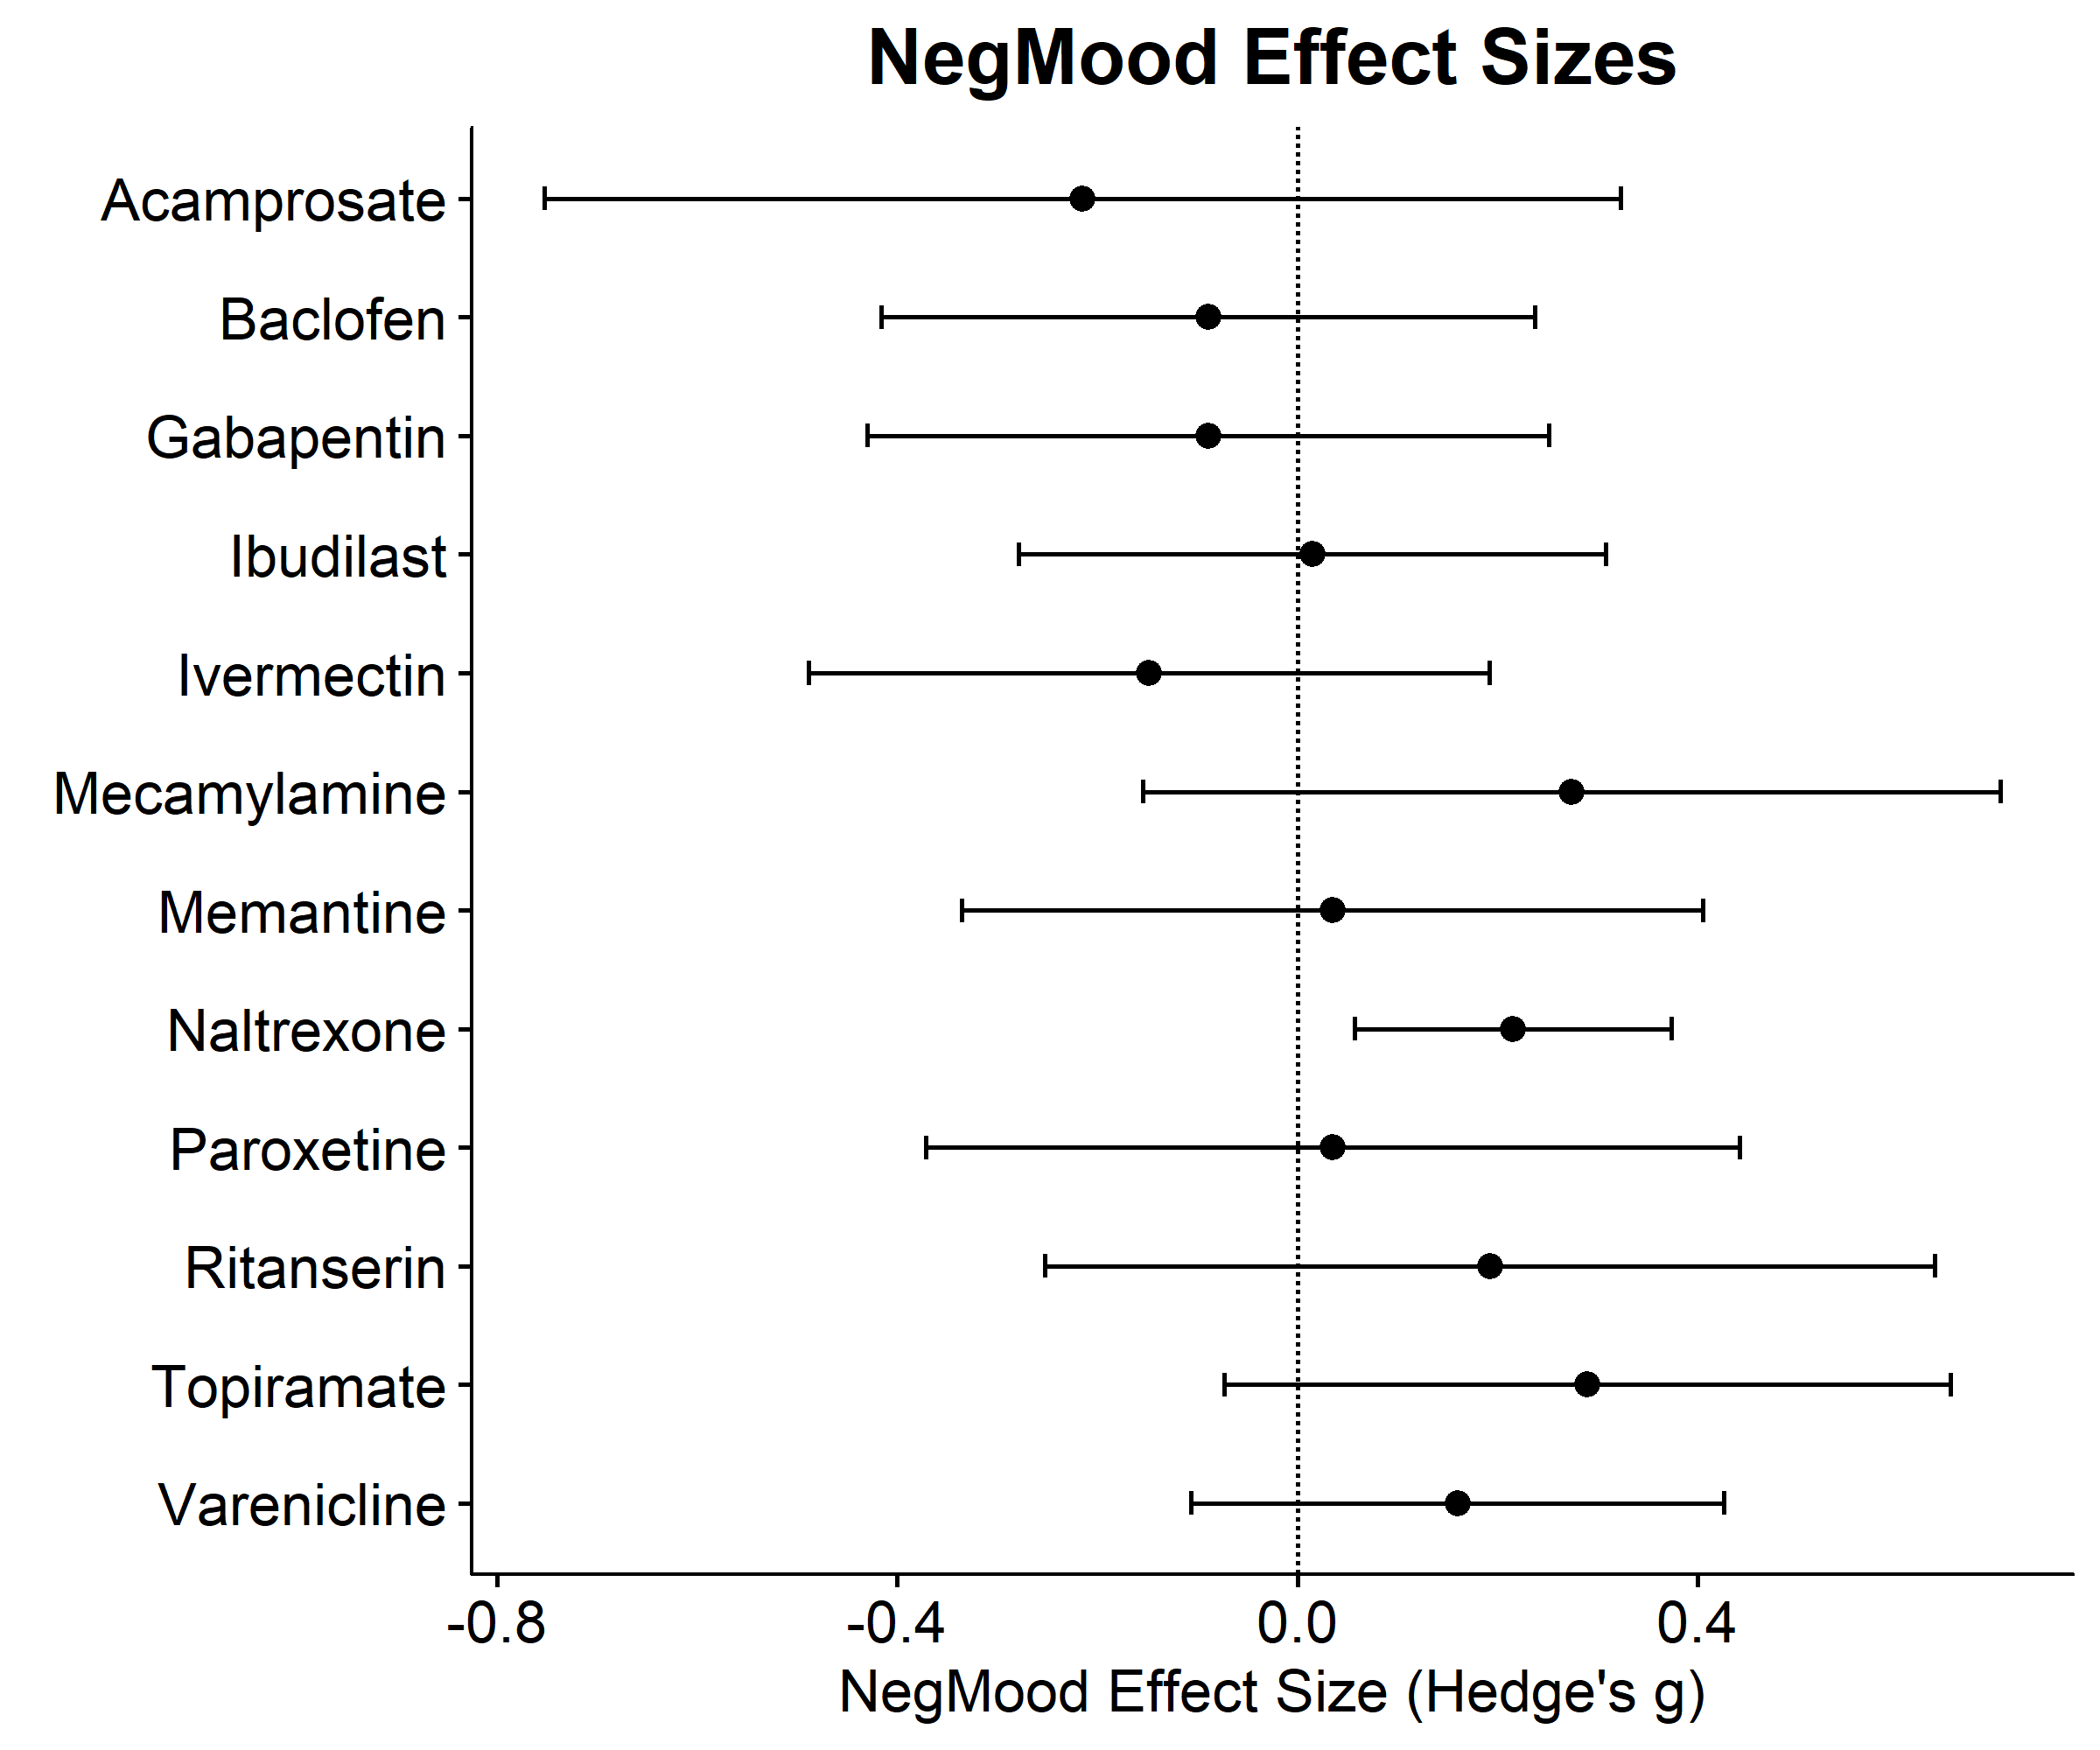 NegMood Effect Sizes
Acamprosate
Baclofen
Gabapentin
Ibudilast
Ivermectin
Mecamylamine
Memantine
Naltrexone
Paroxetine
Ritanserin
Topiramate
Varenicline
-0.8 -0.4 0.0 0.4
NegMood Effect Size (Hedge's g)